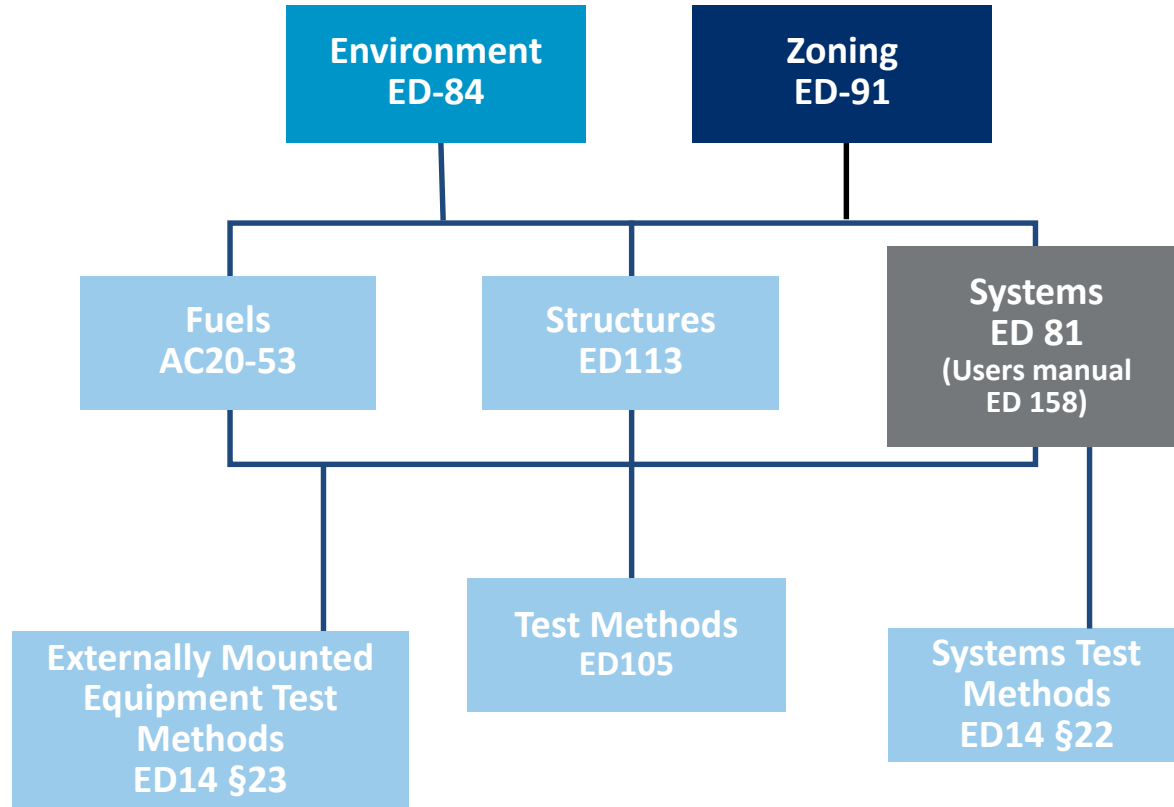 Environment
ED-84
Zoning
ED-91
Fuels
AC20-53
Structures
ED113
Systems
ED 81
(Users manual
ED 158)
Externally Mounted
Equipment Test
Methods
ED14 §23
Test Methods
ED105
Systems Test
Methods
ED14 §22